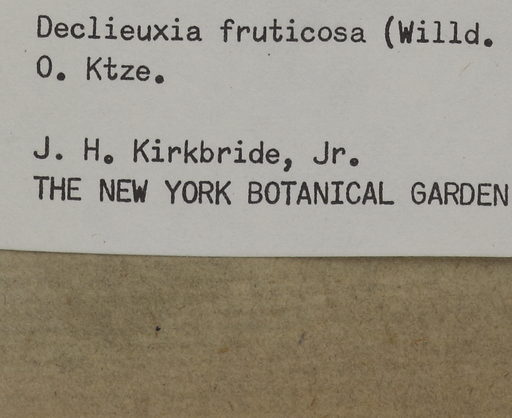 Declieuxia fruticosa (Willd.
O. Ktze.
J. H. Kirkbride, Jr.
THE NEW YORK BOTANICAL GARDEN